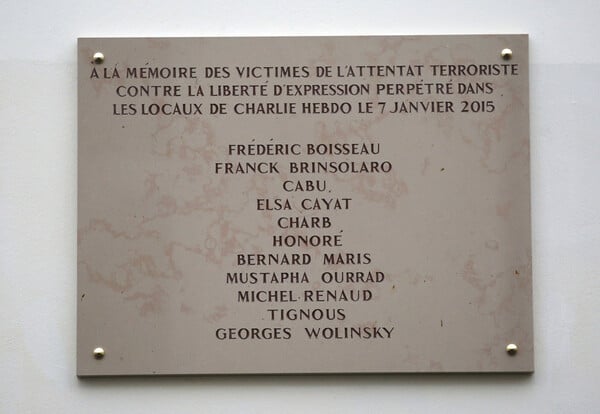 À LA MÉMOIRE DES VICTIMES DE L'ATTENTAT TERRORISTE
CONTRE LA LIBERTÉ D'EXPRESSION PERPÉTRÉ DANS
LES LOCAUX DE CHARLIE HEBDO LE 7 JANVIER 2015
FRÉDÉRIC BOISSEAU
FRANCK BRINSOLARO
CABU
ELSA CAYAT
CHARB
HONORÉ
BERNARD MARIS
MUSTAPHA OURRAD
MICHEL RENAUD
TIGNOUS
GEORGES WOLINSKY